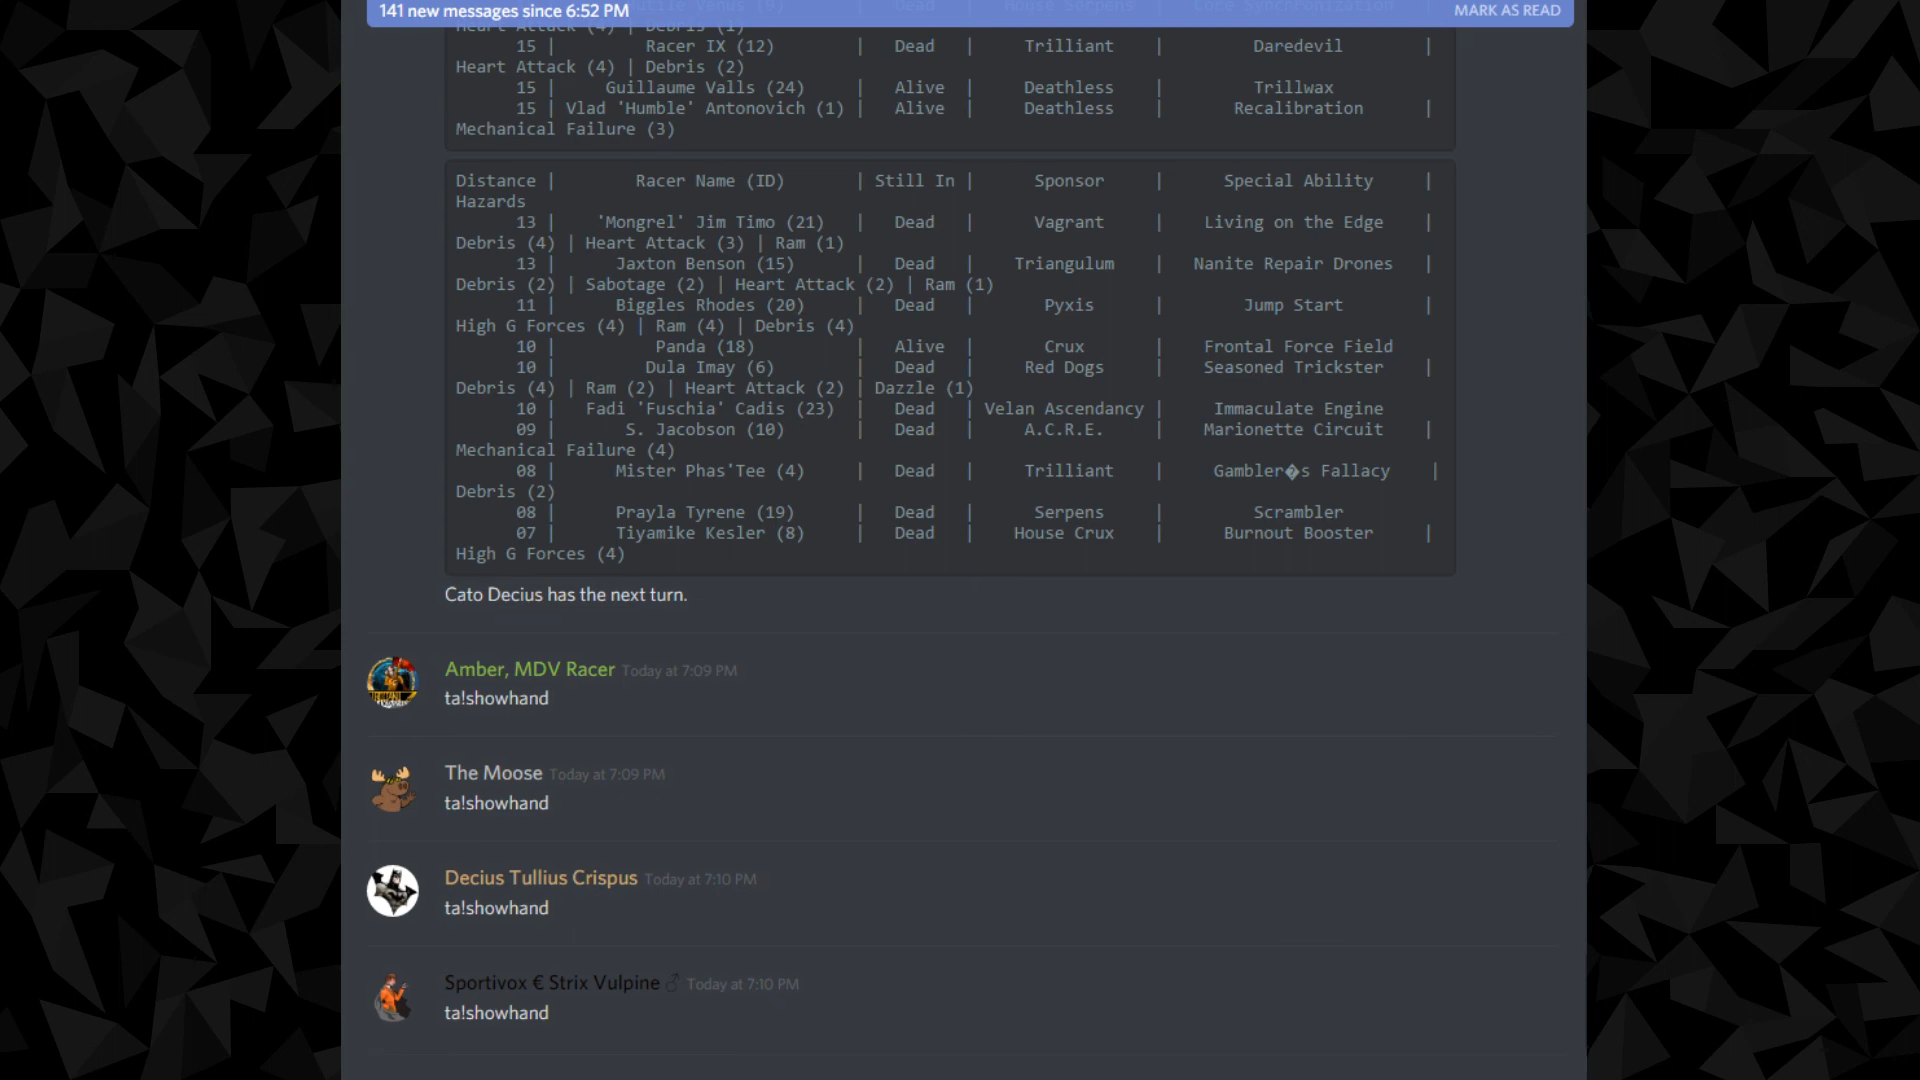 141 new messages since 6:52 PM MARK AS READ
Heart Attack (4) | Debris (1)
15 | Racer IX (12) | Dead | Trilliant | Daredevil |
Heart Attack (4) | Debris (2)
15 | Guillaume Valls (24) | Alive | Deathless | Trillwax
15 | Vlad 'Humble' Antonovich (1) | Alive | Deathless | Recalibration |
Mechanical Failure (3)
Distance | Racer Name (ID) | Still In | Sponsor | Special Ability |
Hazards
13 | 'Mongrel' Jim Timo (21) | Dead | Vagrant | Living on the Edge |
Debris (4) | Heart Attack (3) | Ram (1)
13 | Jaxton Benson (15) | Dead | Triangulum | Nanite Repair Drones |
Debris (2) | Sabotage (2) | Heart Attack (2) | Ram (1)
11 | Biggles Rhodes (20) | Dead | Pyxis | Jump Start |
High G Forces (4) | Ram (4) | Debris (4)
10 | Panda (18) | Alive | Crux | Frontal Force Field
10 | Dula Imay (6) | Dead | Red Dogs | Seasoned Trickster |
Debris (4) | Ram (2) | Heart Attack (2) | Dazzle (1)
10 | Fadi 'Fuschia' Cadis (23) | Dead | Velan Ascendancy | Immaculate Engine
09 | S. Jacobson (10) | Dead | A.C.R.E. | Marionette Circuit |
Mechanical Failure (4)
08 | Mister Phas'Tee (4) | Dead | Trilliant | Gambler�s Fallacy |
Debris (2)
08 | Prayla Tyrene (19) | Dead | Serpens | Scrambler
07 | Tiyamike Kesler (8) | Dead | House Crux | Burnout Booster |
High G Forces (4)
Cato Decius has the next turn.
Amber, MDV Racer Today at 7:09 PM
ta!showhand
The Moose Today at 7:09 PM
ta!showhand
Decius Tullius Crispus Today at 7:10 PM
ta!showhand
Sportivox € Strix Vulpine ♂ Today at 7:10 PM
ta!showhand